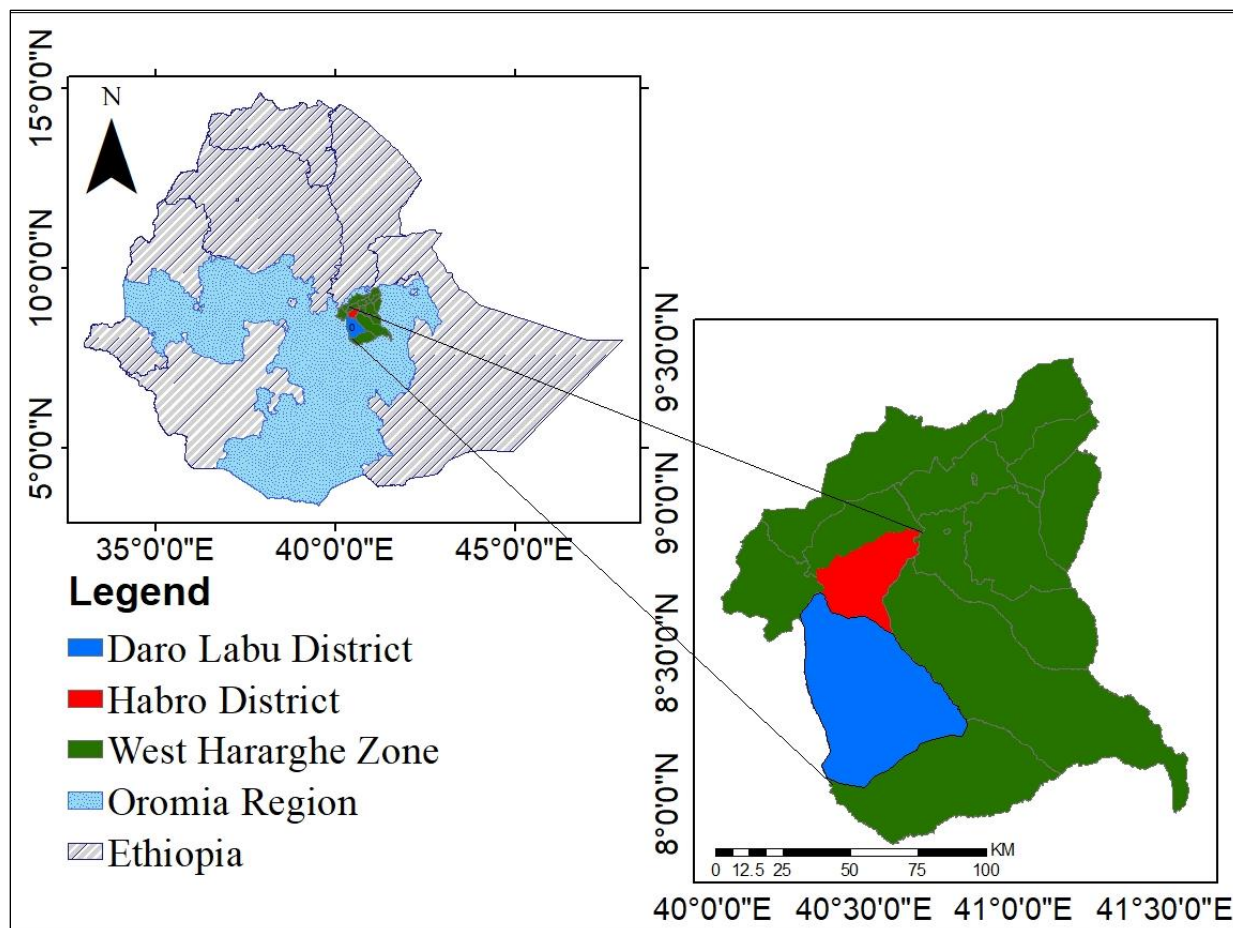 N
15°0'0"N
10°0'0"N
5°0'0"N
35°0'0"E 40°0'0"E 45°0'0"E
Legend
Daro Labu District
Habro District
West Hararghe Zone
Oromia Region
Ethiopia
9°30'0"N
9°0'0"N
8°30'0"N
8°0'0"N
KM
0 12.5 25 50 75 100
40°0'0"E 40°30'0"E 41°0'0"E 41°30'0"E